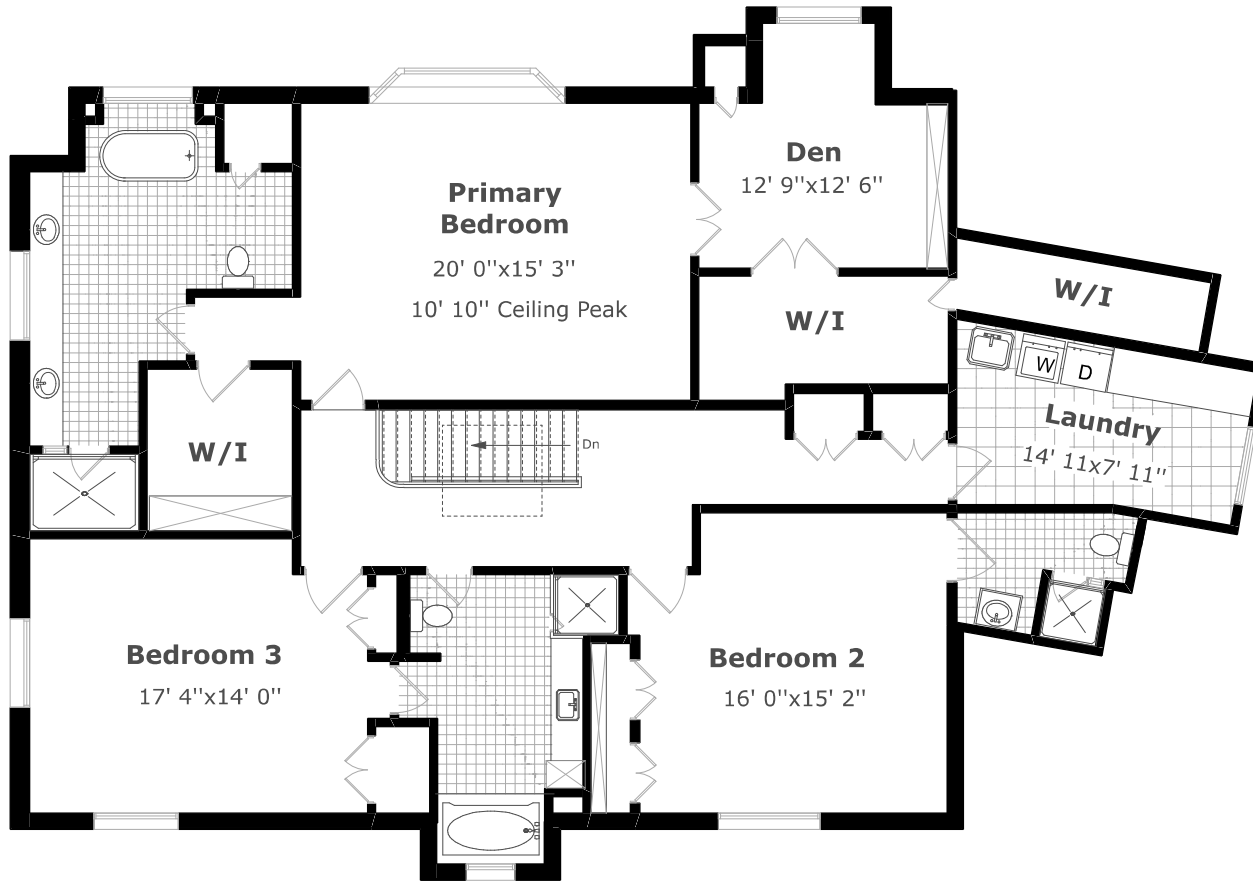 Den
12' 9''x12' 6''
Primary
Bedroom
20' 0''x15' 3''
10' 10'' Ceiling Peak
W/I
W/I
W
D
Laundry
14' 11x7' 11''
Dn
W/I
Bedroom 3
17' 4''x14' 0''
Bedroom 2
16' 0''x15' 2''